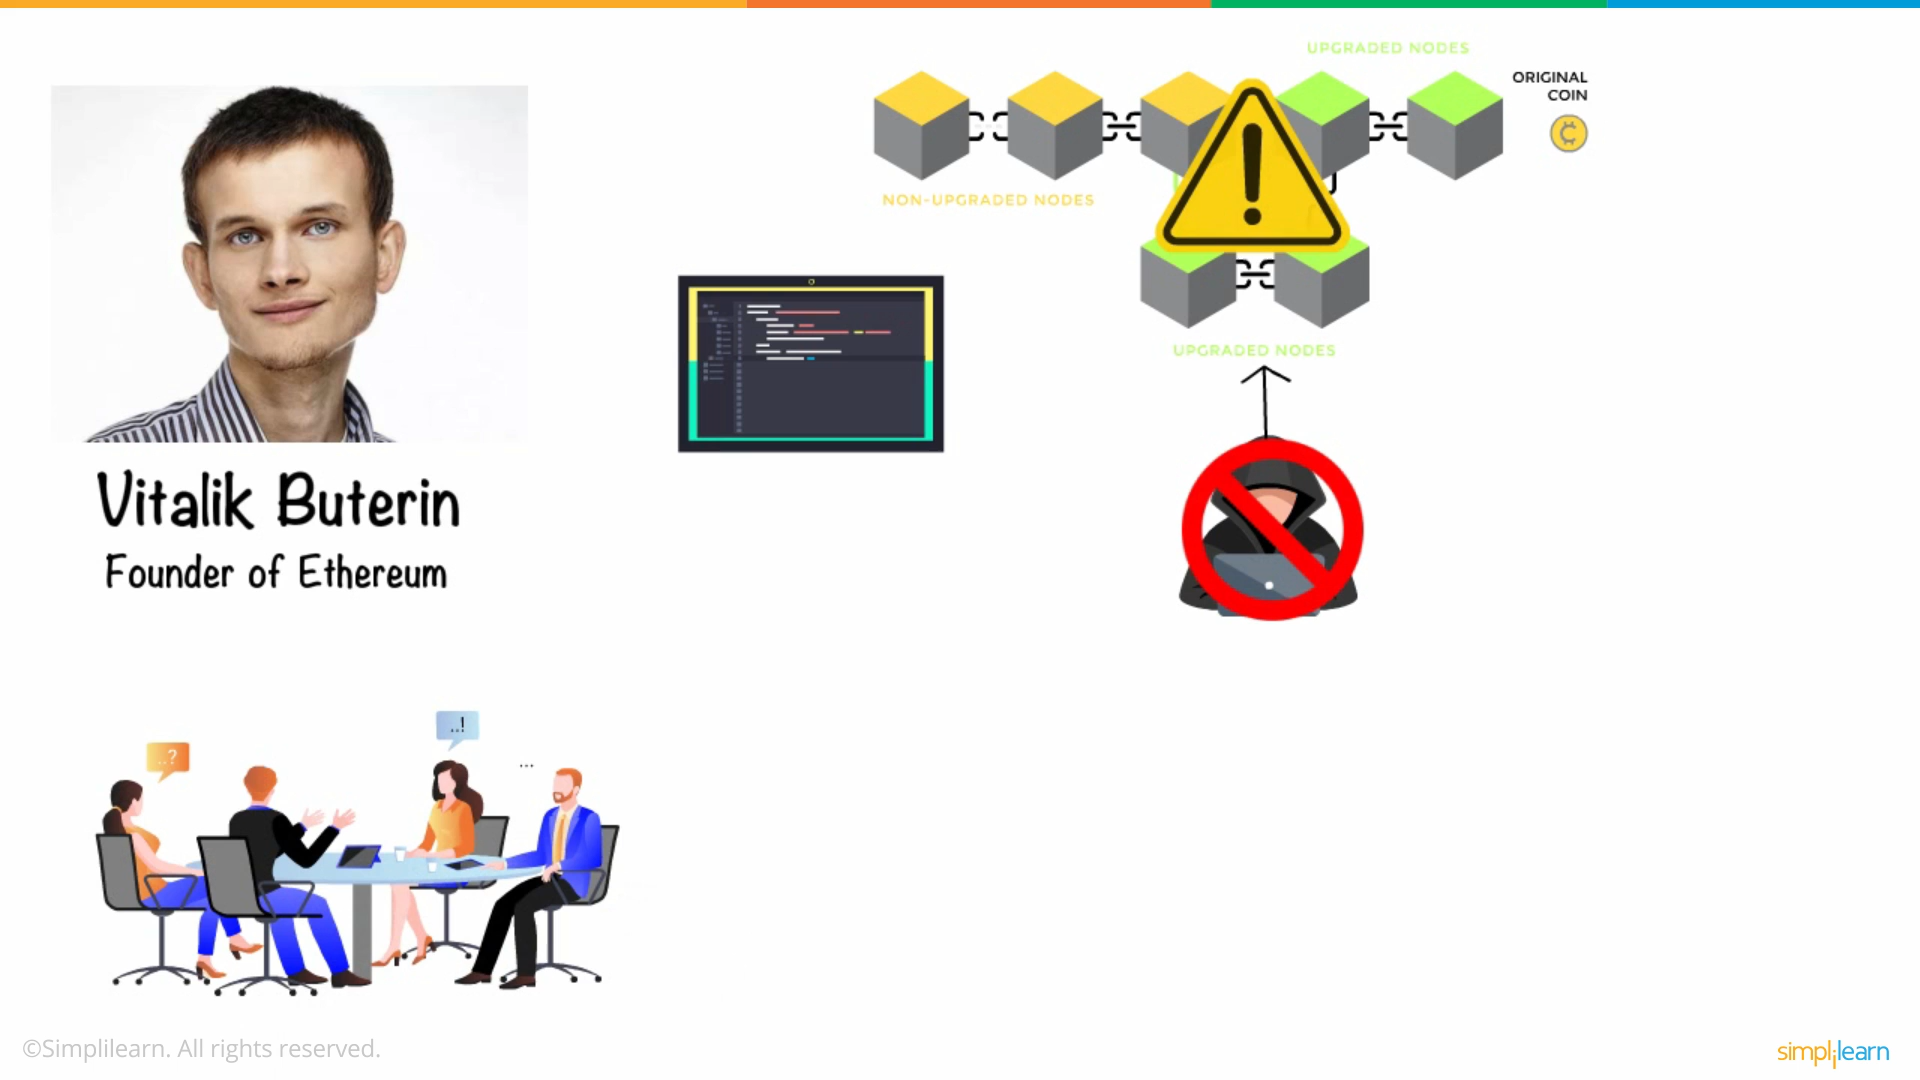 UPGRADED NODES
ORIGINAL
COIN
NON-UPGRADED NODES
UPGRADED NODES
Vitalik Buterin
Founder of Ethereum
..?
..!
...
©Simplilearn. All rights reserved.
simplilearn